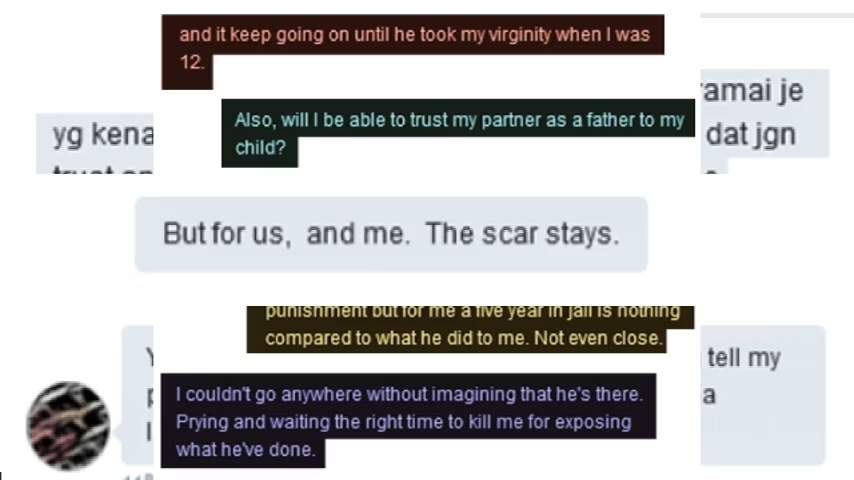 and it keep going on until he took my virginity when I was
12.
ramai je
yg kena
Also, will I be able to trust my partner as a father to my
child?
dat jgn
trust
But for us, and me. The scar stays.
punishment but for me a five year in jail is nothing
compared to what he did to me. Not even close.
tell my
I couldn't go anywhere without imagining that he's there.
a
Prying and waiting the right time to kill me for exposing
what he've done.